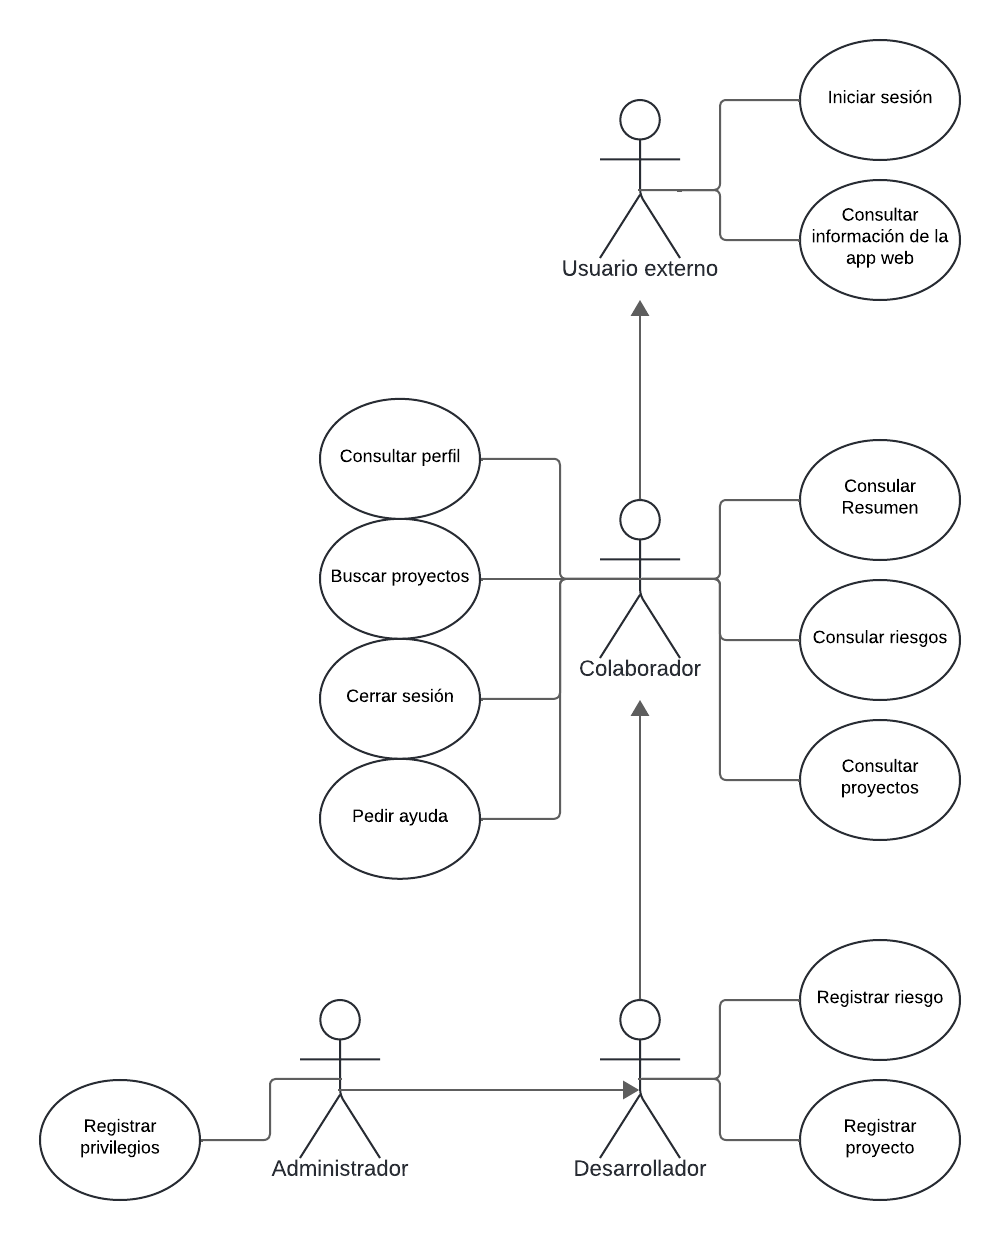 Iniciar sesión
Consultar
información de la
app web
Usuario externo
Consultar perfil
Buscar proyectos
Cerrar sesión
Pedir ayuda
Colaborador
Consular
Resumen
Consular riesgos
Consultar
proyectos
Registrar riesgo
Registrar
proyecto
Registrar
privilegios
Administrador
Desarrollador